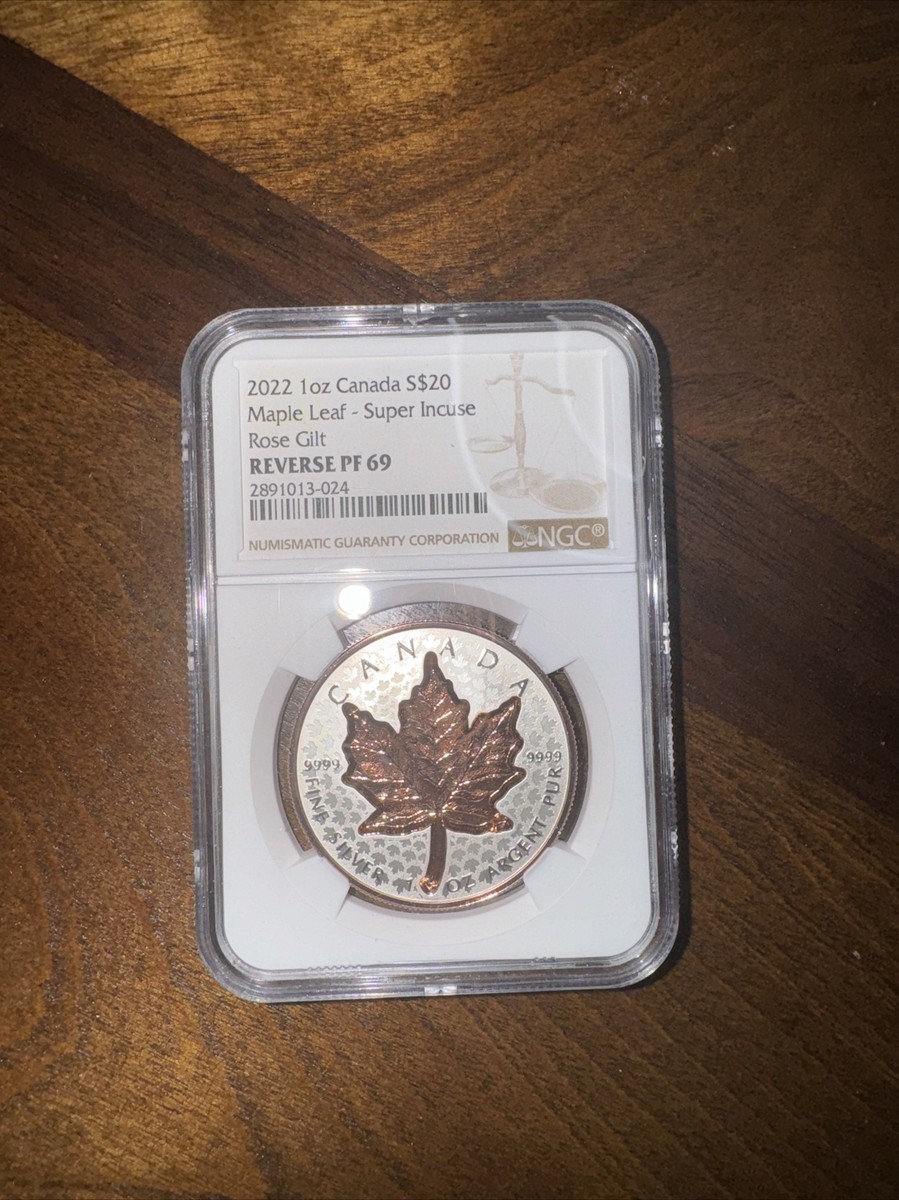 2022 1oz Canada S$20
Maple Leaf - Super Incuse
Rose Gilt
REVERSE PF 69
2891013-024
NUMISMATIC GUARANTY CORPORATION NGC®
CANADA
9999 9999
FINE SILVER 1 OZ ARGENT PUR